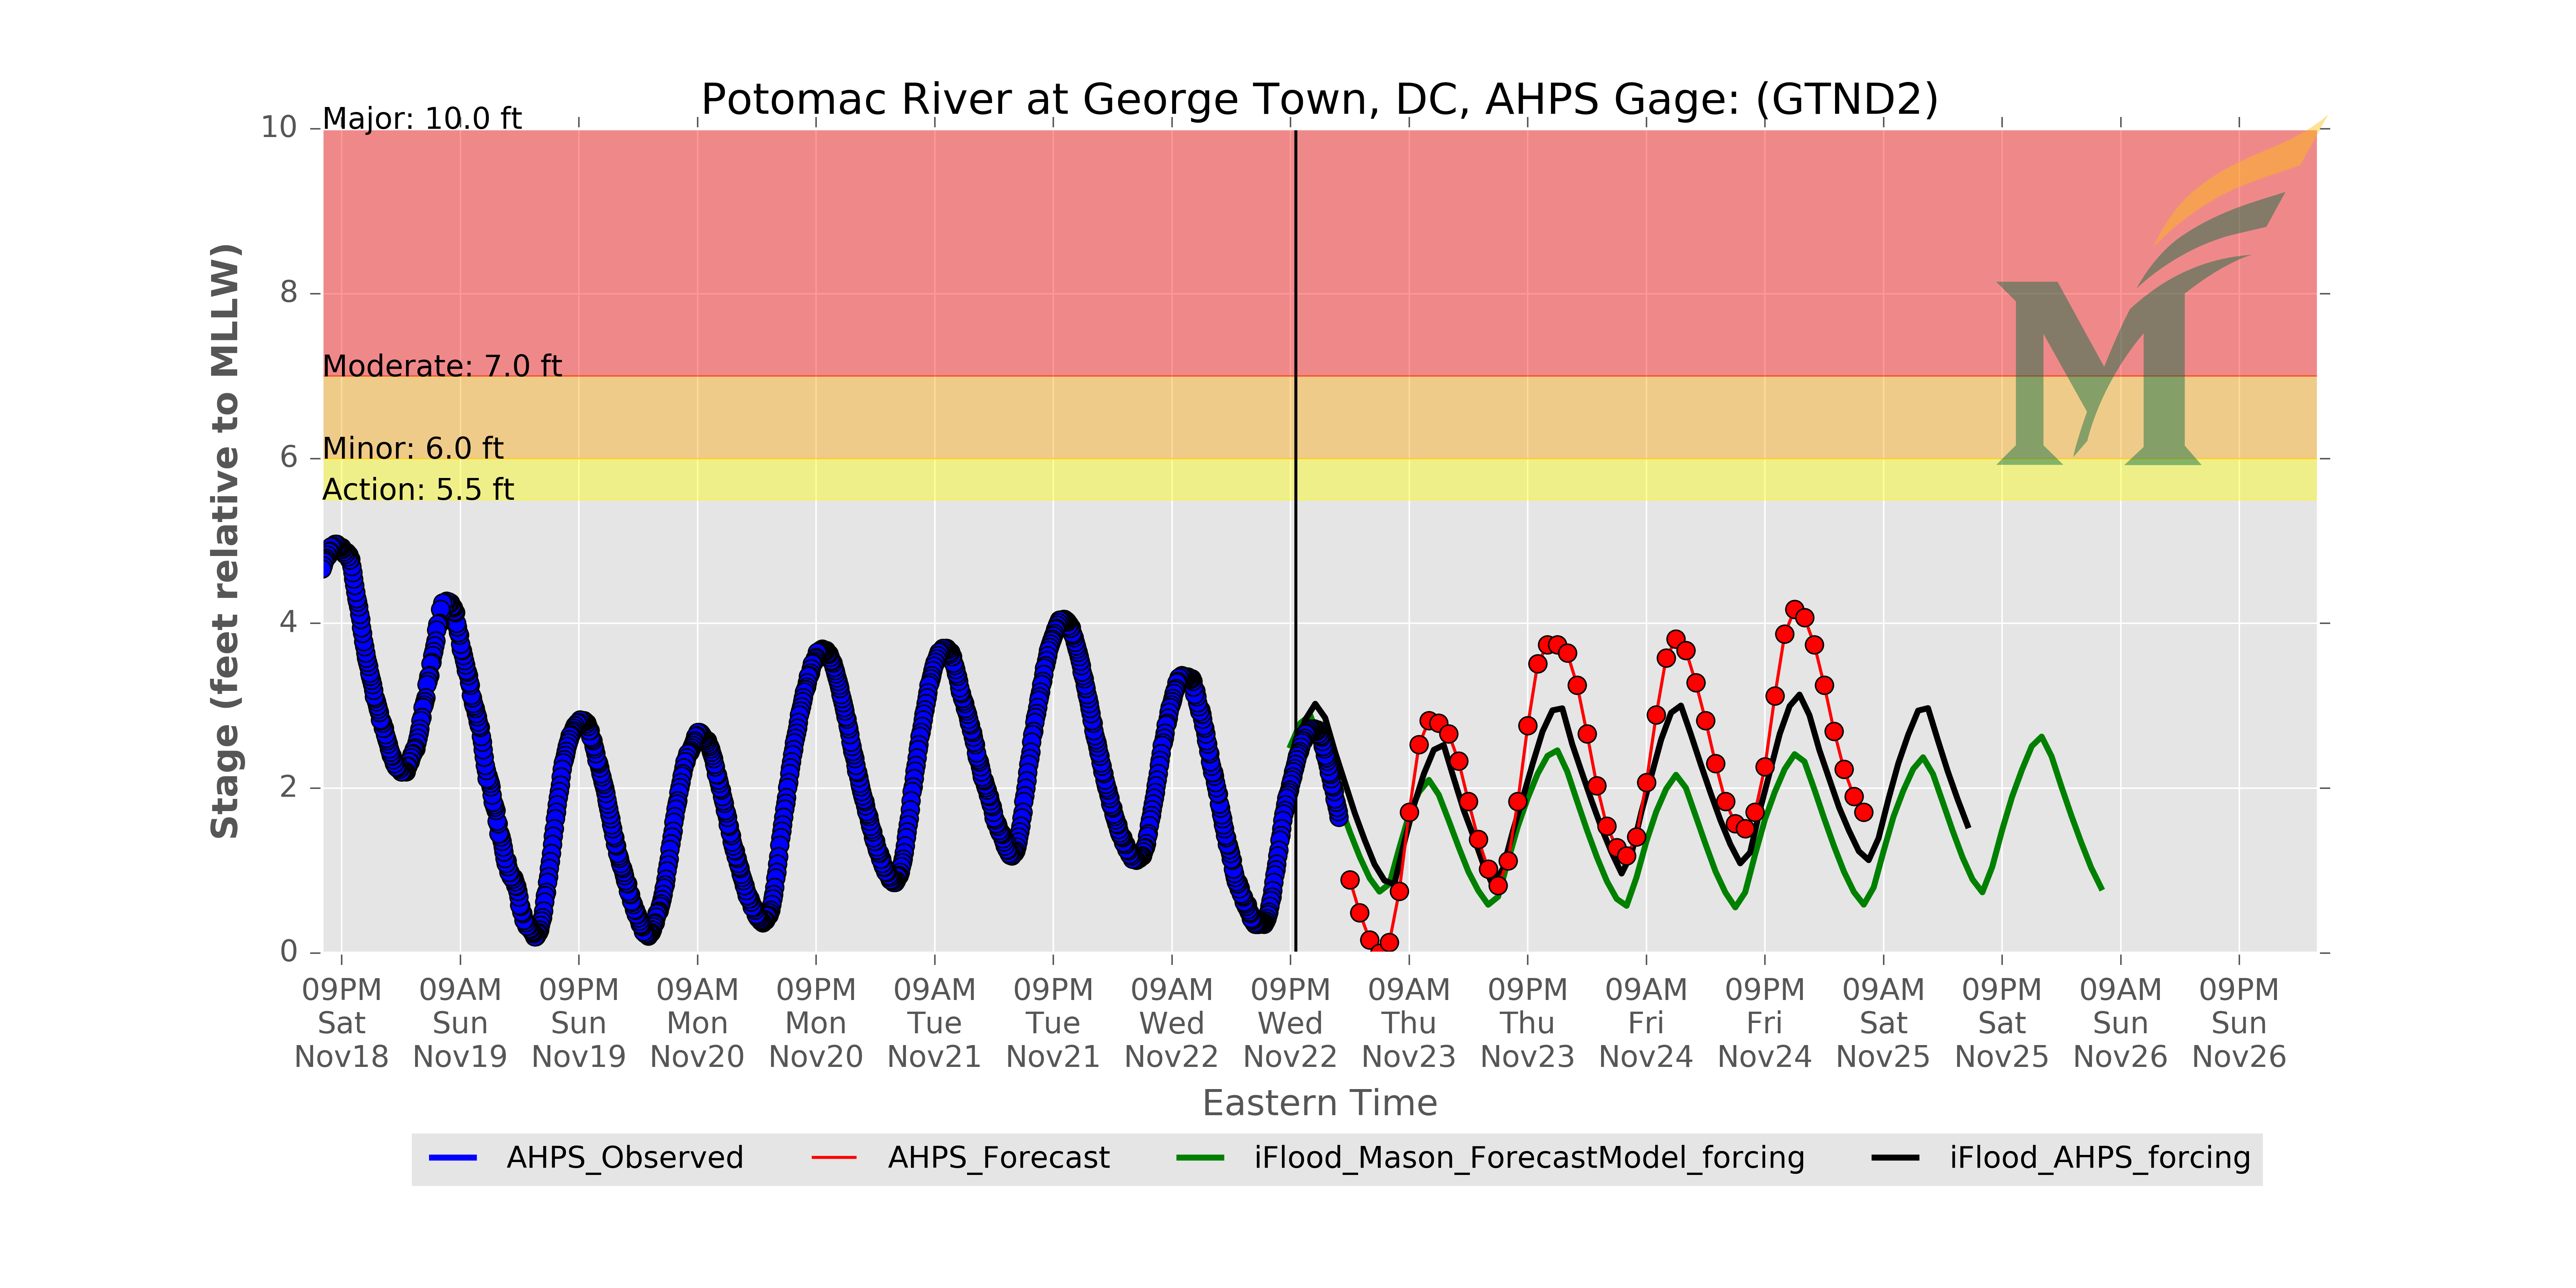 Potomac River at George Town, DC, AHPS Gage: (GTND2)
Major: 10.0 ft
Moderate: 7.0 ft
Minor: 6.0 ft
Action: 5.5 ft
Stage (feet relative to MLLW)
10
8
6
4
2
0
09PM 09AM 09PM 09AM 09PM 09AM 09PM 09AM 09PM 09AM 09PM 09AM 09PM 09AM 09PM 09AM 09PM
Sat Sun Sun Mon Mon Tue Tue Wed Wed Thu Thu Fri Fri Sat Sat Sun Sun
Nov18 Nov19 Nov19 Nov20 Nov20 Nov21 Nov21 Nov22 Nov22 Nov23 Nov23 Nov24 Nov24 Nov25 Nov25 Nov26 Nov26
Eastern Time
AHPS_Observed AHPS_Forecast iFlood_Mason_ForecastModel_forcing iFlood_AHPS_forcing
M